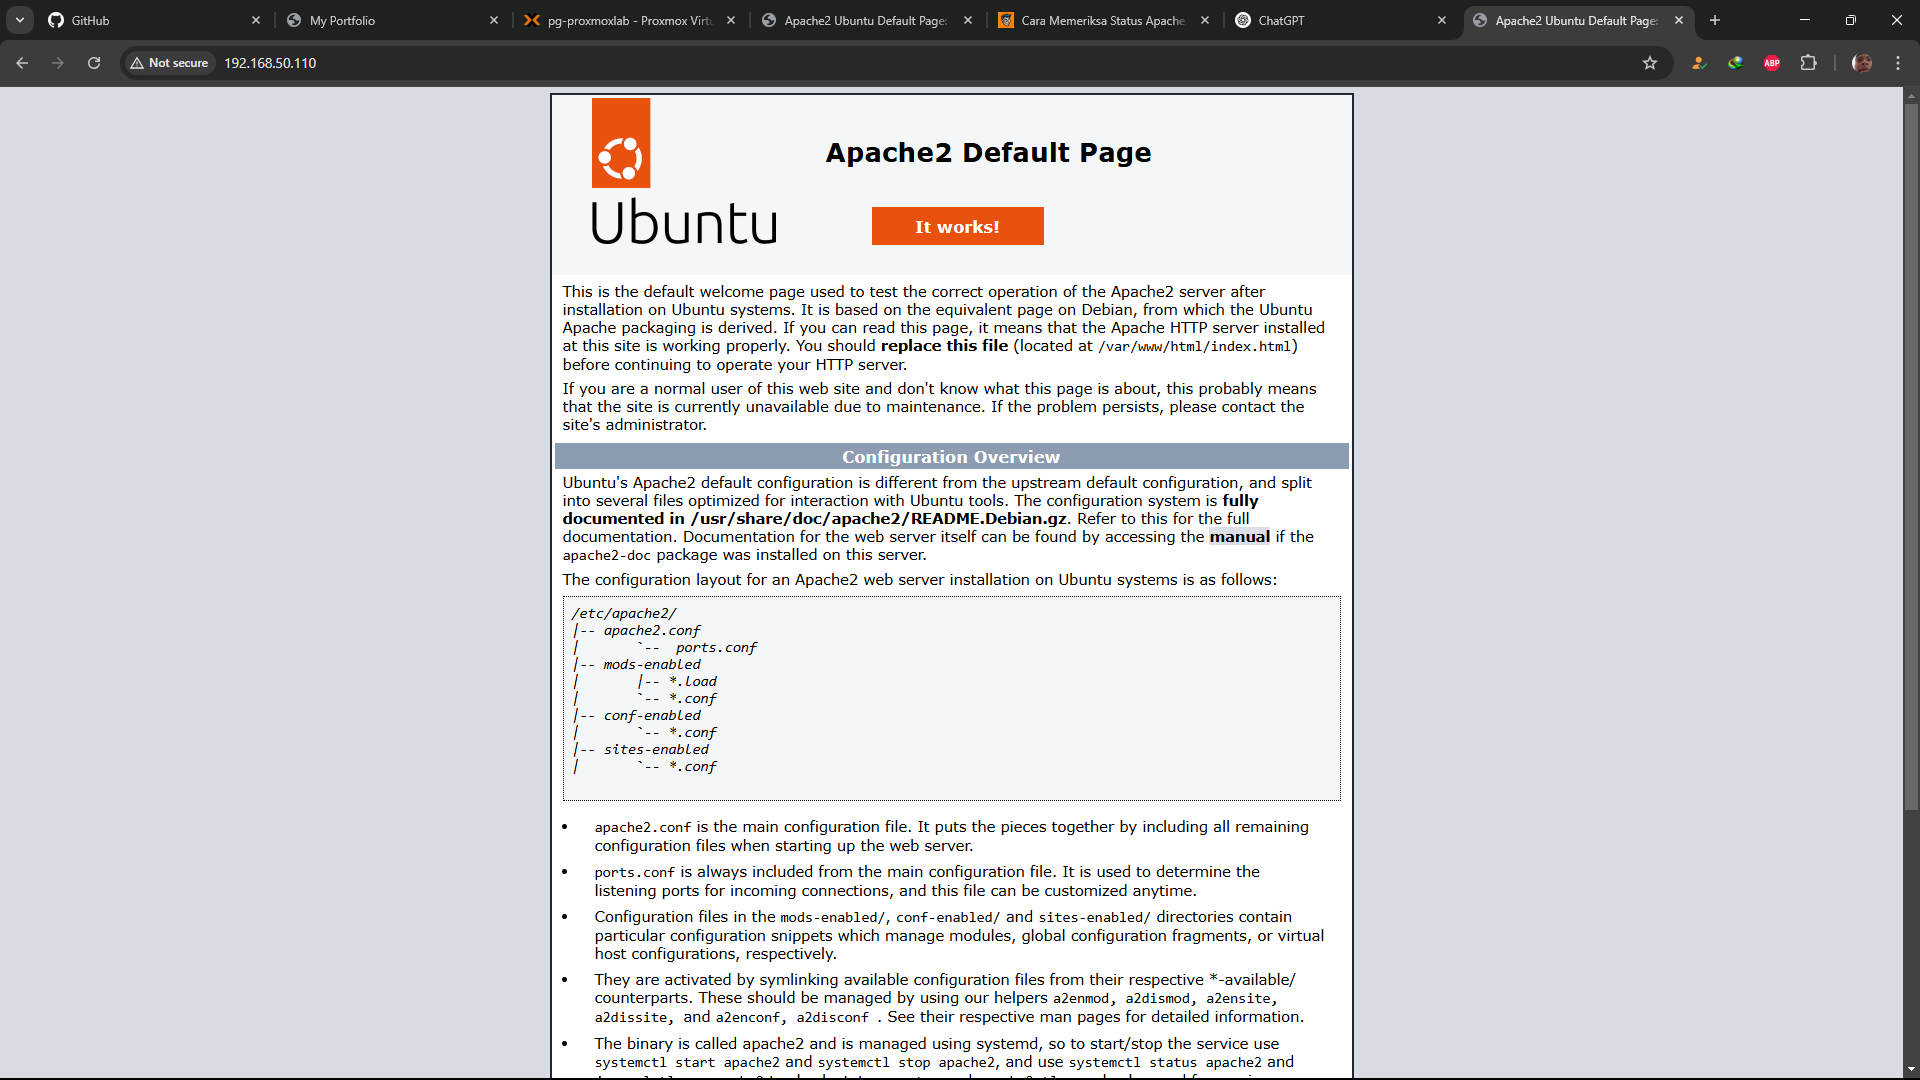 GitHub
My Portfolio
pg-proxmoxlab - Proxmox Virtu
Apache2 Ubuntu Default Page:
Cara Memeriksa Status Apache
ChatGPT
Apache2 Ubuntu Default Page:
Not secure
192.168.50.110
ABP
Apache2 Default Page
Ubuntu
It works!
This is the default welcome page used to test the correct operation of the Apache2 server after
installation on Ubuntu systems. It is based on the equivalent page on Debian, from which the Ubuntu
Apache packaging is derived. If you can read this page, it means that the Apache HTTP server installed
at this site is working properly. You should replace this file (located at /var/www/html/index.html)
before continuing to operate your HTTP server.
If you are a normal user of this web site and don't know what this page is about, this probably means
that the site is currently unavailable due to maintenance. If the problem persists, please contact the
site's administrator.
Configuration Overview
Ubuntu's Apache2 default configuration is different from the upstream default configuration, and split
into several files optimized for interaction with Ubuntu tools. The configuration system is fully
documented in /usr/share/doc/apache2/README.Debian.gz. Refer to this for the full
documentation. Documentation for the web server itself can be found by accessing the manual if the
apache2-doc package was installed on this server.
The configuration layout for an Apache2 web server installation on Ubuntu systems is as follows:
/etc/apache2/
|-- apache2.conf
|       `--  ports.conf
|-- mods-enabled
|       |-- *.load
|       `-- *.conf
|-- conf-enabled
|       `-- *.conf
|-- sites-enabled
|       `-- *.conf
• apache2.conf is the main configuration file. It puts the pieces together by including all remaining
configuration files when starting up the web server.
• ports.conf is always included from the main configuration file. It is used to determine the
listening ports for incoming connections, and this file can be customized anytime.
• Configuration files in the mods-enabled/, conf-enabled/ and sites-enabled/ directories contain
particular configuration snippets which manage modules, global configuration fragments, or virtual
host configurations, respectively.
• They are activated by symlinking available configuration files from their respective *-available/
counterparts. These should be managed by using our helpers a2enmod, a2dismod, a2ensite,
a2dissite, and a2enconf, a2disconf . See their respective man pages for detailed information.
• The binary is called apache2 and is managed using systemd, so to start/stop the service use
systemctl start apache2 and systemctl stop apache2, and use systemctl status apache2 and